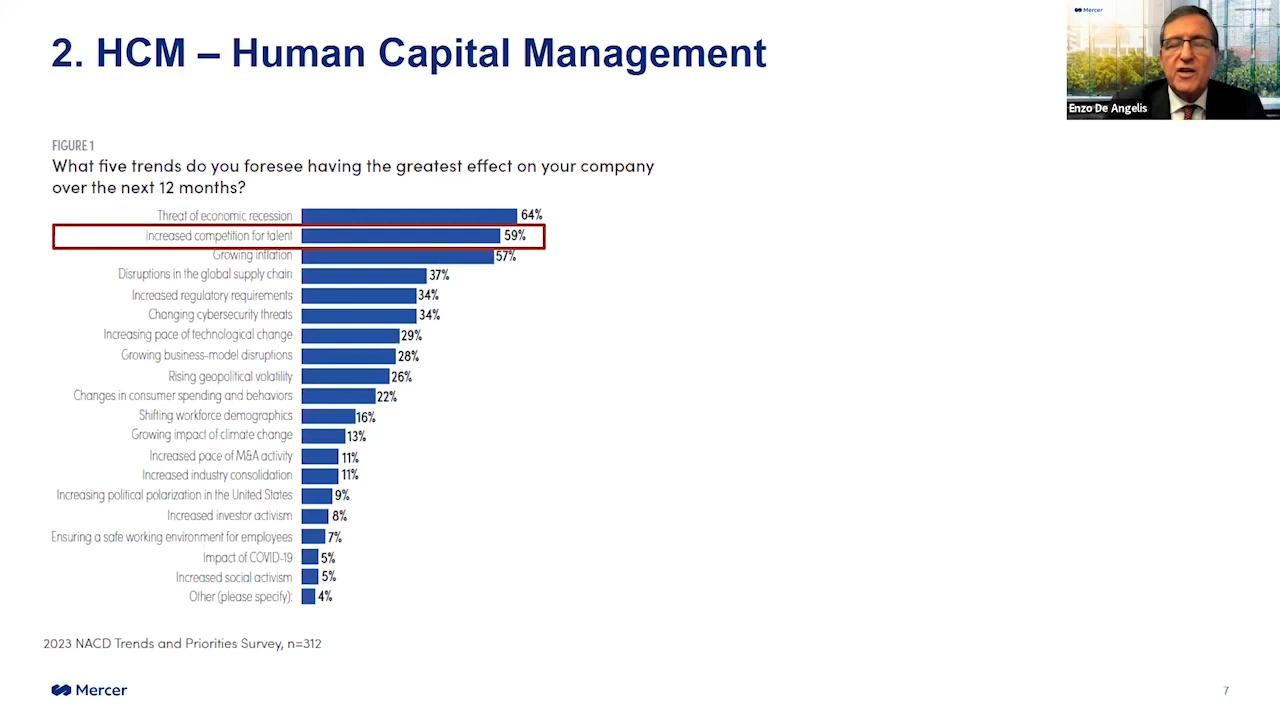 2. HCM – Human Capital Management
Mercer
Enzo De Angelis
FIGURE 1
What five trends do you foresee having the greatest effect on your company
over the next 12 months?
Threat of economic recession 64%
Increased competition for talent 59%
Growing inflation 57%
Disruptions in the global supply chain 37%
Increased regulatory requirements 34%
Changing cybersecurity threats 34%
Increasing pace of technological change 29%
Growing business-model disruptions 28%
Rising geopolitical volatility 26%
Changes in consumer spending and behaviors 22%
Shifting workforce demographics 16%
Growing impact of climate change 13%
Increased pace of M&A activity 11%
Increased industry consolidation 11%
Increasing political polarization in the United States 9%
Increased investor activism 8%
Ensuring a safe working environment for employees 7%
Impact of COVID-19 5%
Increased social activism 5%
Other (please specify): 4%
2023 NACD Trends and Priorities Survey, n=312
Mercer
7